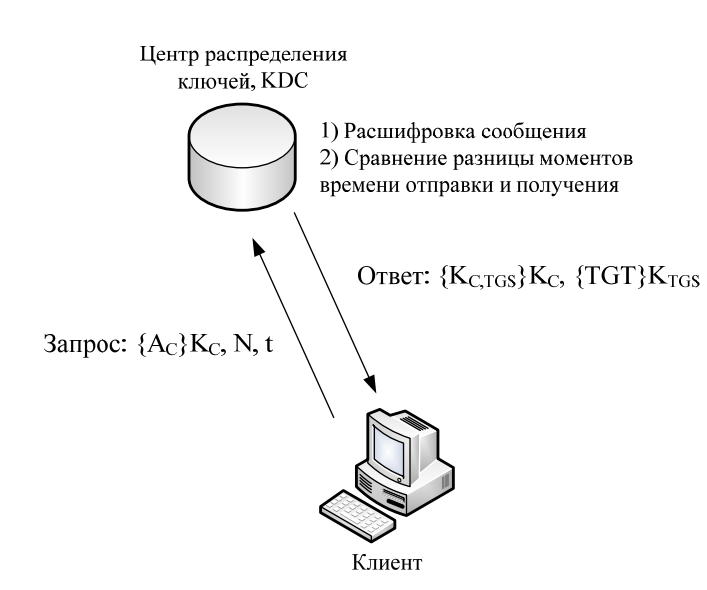 Центр распределения
ключей, KDC
1) Расшифровка сообщения
2) Сравнение разницы моментов
времени отправки и получения
Ответ: {K_C,TGS}K_C, {TGT}K_TGS
Запрос: {A_C}K_C, N, t
Клиент